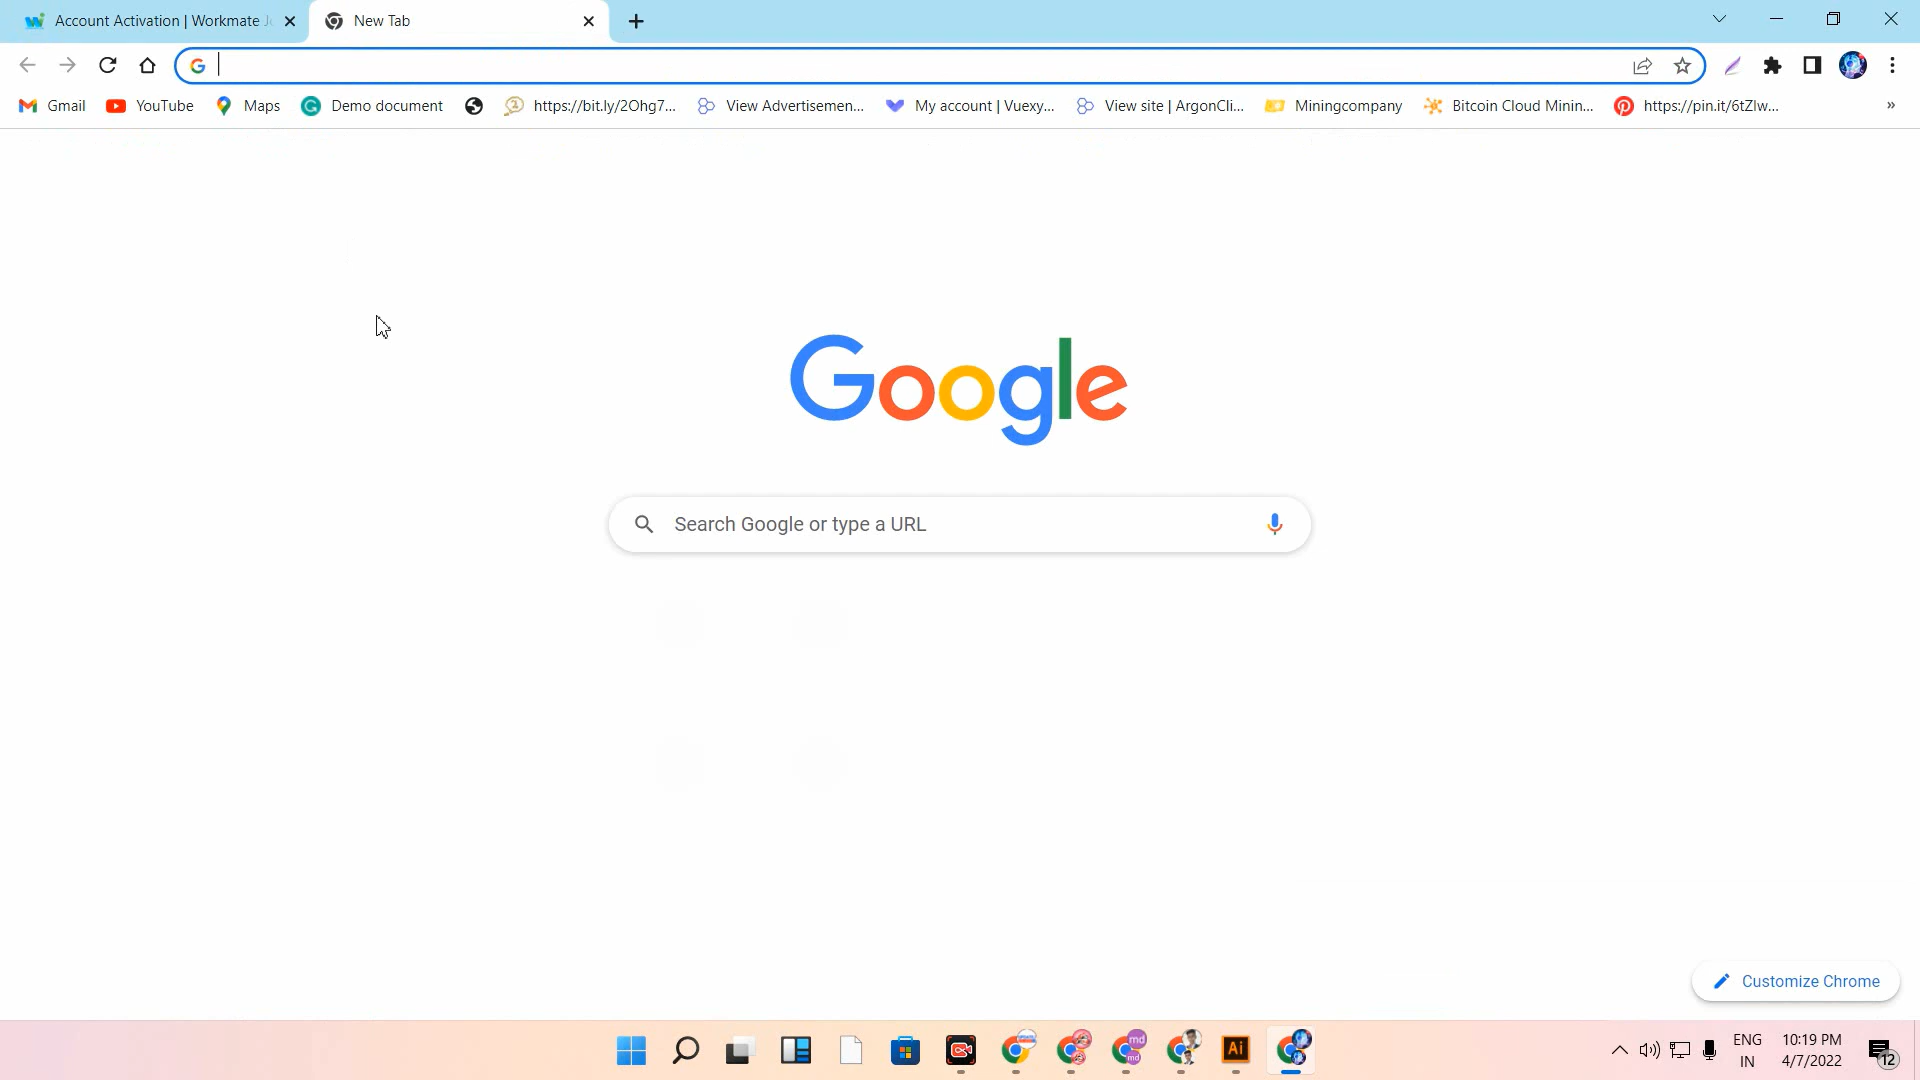 Account Activation | Workmate
New Tab
Gmail
YouTube
Maps
Demo document
https://bit.ly/2Ohg7...
View Advertisemen...
My account | Vuexy...
View site | ArgonCli...
Miningcompany
Bitcoin Cloud Minin...
https://pin.it/6tZlw...
»
Google
Search Google or type a URL
Customize Chrome
md
md
Ai
ENG
IN
10:19 PM
4/7/2022
12